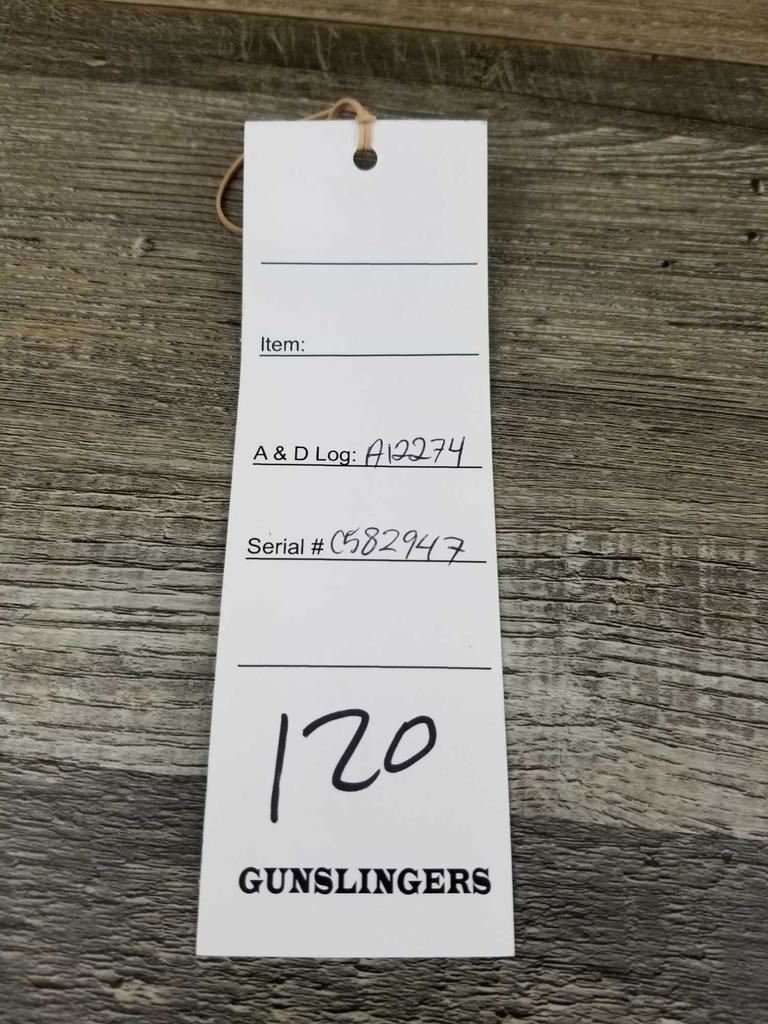 Item:
A & D Log: A12274
Serial # C582947
120
GUNSLINGERS